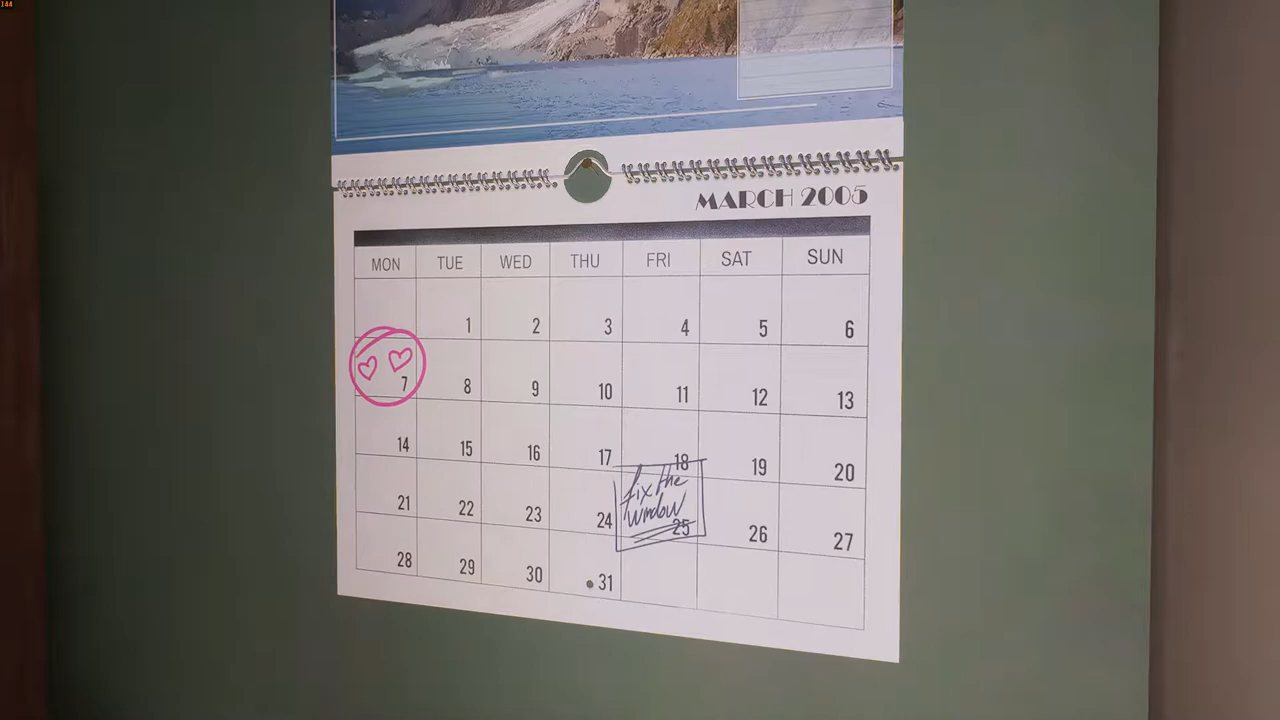 144
MARCH 2005
MON TUE WED THU FRI SAT SUN
1 2 3 4 5 6
7 8 9 10 11 12 13
14 15 16 17 18 19 20
21 22 23 24 25 26 27
fix the
window
28 29 30 31